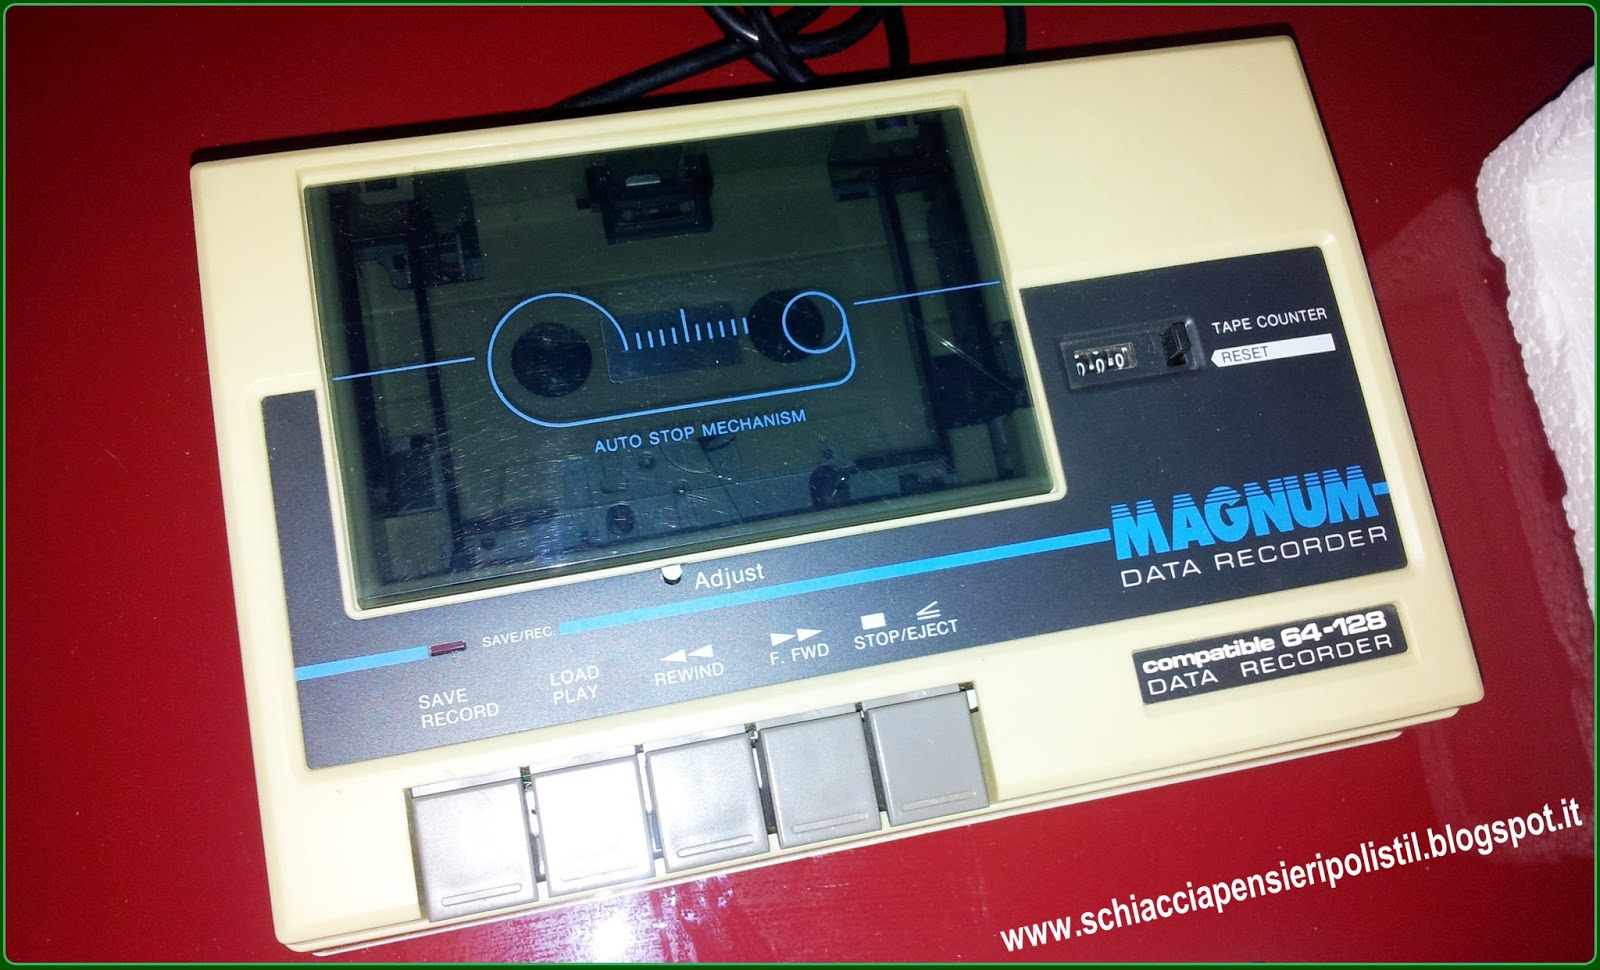 TAPE COUNTER
RESET
000
AUTO STOP MECHANISM
MAGNUM
DATA RECORDER
Adjust
SAVE/REC.
SAVE
RECORD
LOAD
PLAY
REWIND
F. FWD
STOP/EJECT
compatible 64-128
DATA RECORDER
www.schiacciapensieripolistil.blogspot.it